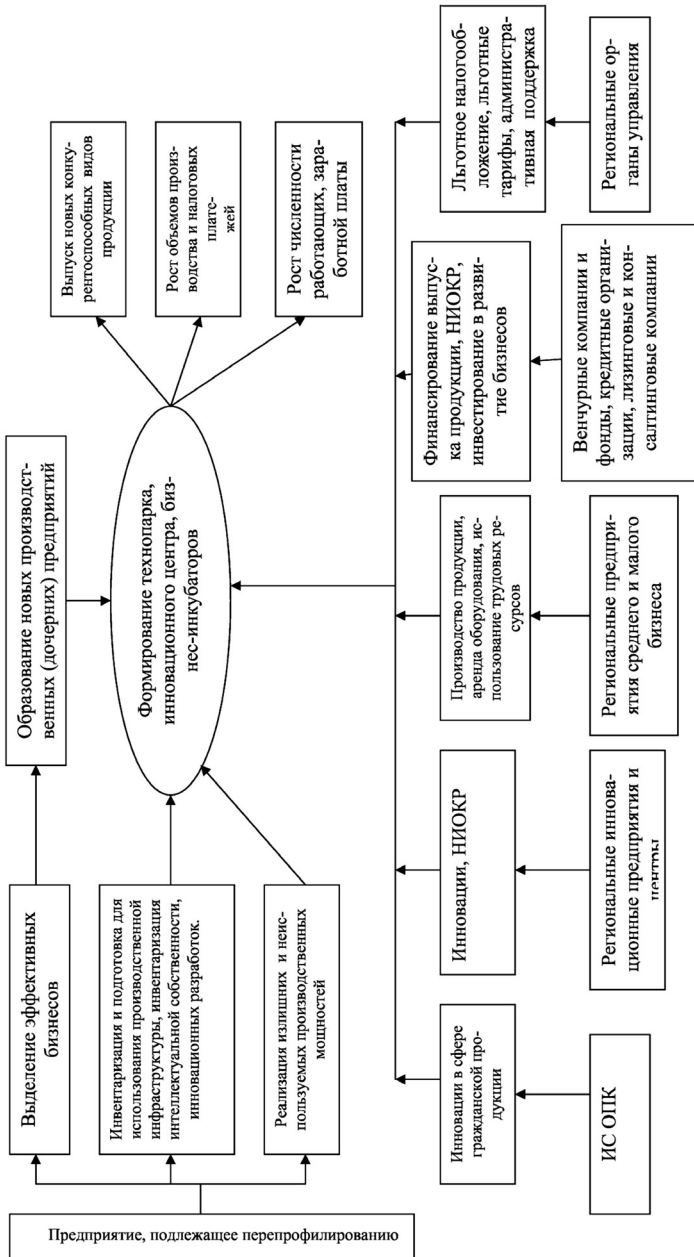 Предприятие, подлежащее перепрофилированию
Выделение эффективных
бизнесов
Инвентаризация и подготовка для
использования производственной
инфраструктуры, инвентаризация
интеллектуальной собственности,
инновационных разработок.
Реализация излишних и неис-
пользуемых производственных
мощностей
Образование новых производст-
венных (дочерних) предприятий
Формирование технопарка,
инновационного центра, биз-
нес-инкубаторов
Выпуск новых конку-
рентоспособных видов
продукции
Рост объемов произ-
водства и налоговых
плате-
жей
Рост численности
работающих, зара-
ботной платы
Инновации в сфере
гражданской про-
дукции
Инновации, НИОКР
Производство продукции,
аренда оборудования, ис-
пользование трудовых ре-
сурсов
Финансирование выпус-
ка продукции, НИОКР,
инвестирование в разви-
тие бизнесов
Льготное налогооб-
ложение, льготные
тарифы, администра-
тивная поддержка
ИС ОПК
Региональные иннова-
ционные предприятия и
центры
Региональные предпри-
ятия среднего и малого
бизнеса
Венчурные компании и
фонды, кредитные органи-
зации, лизинговые и кон-
салтинговые компании
Региональные ор-
ганы управления